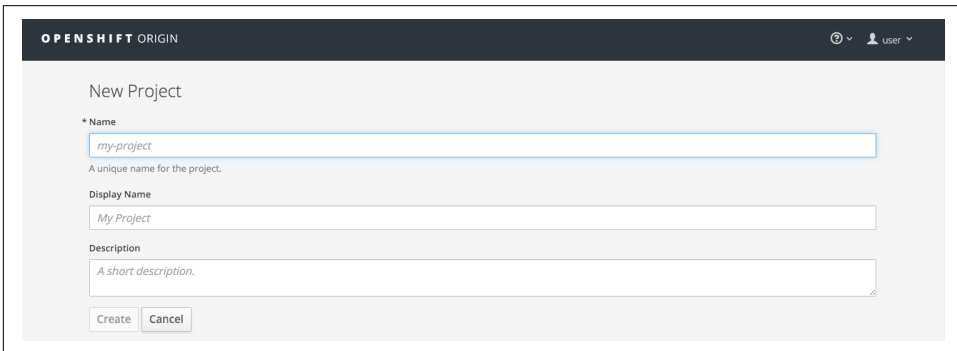 OPENSHIFT ORIGIN ? user
New Project
* Name
my-project
A unique name for the project.
Display Name
My Project
Description
A short description.
Create Cancel